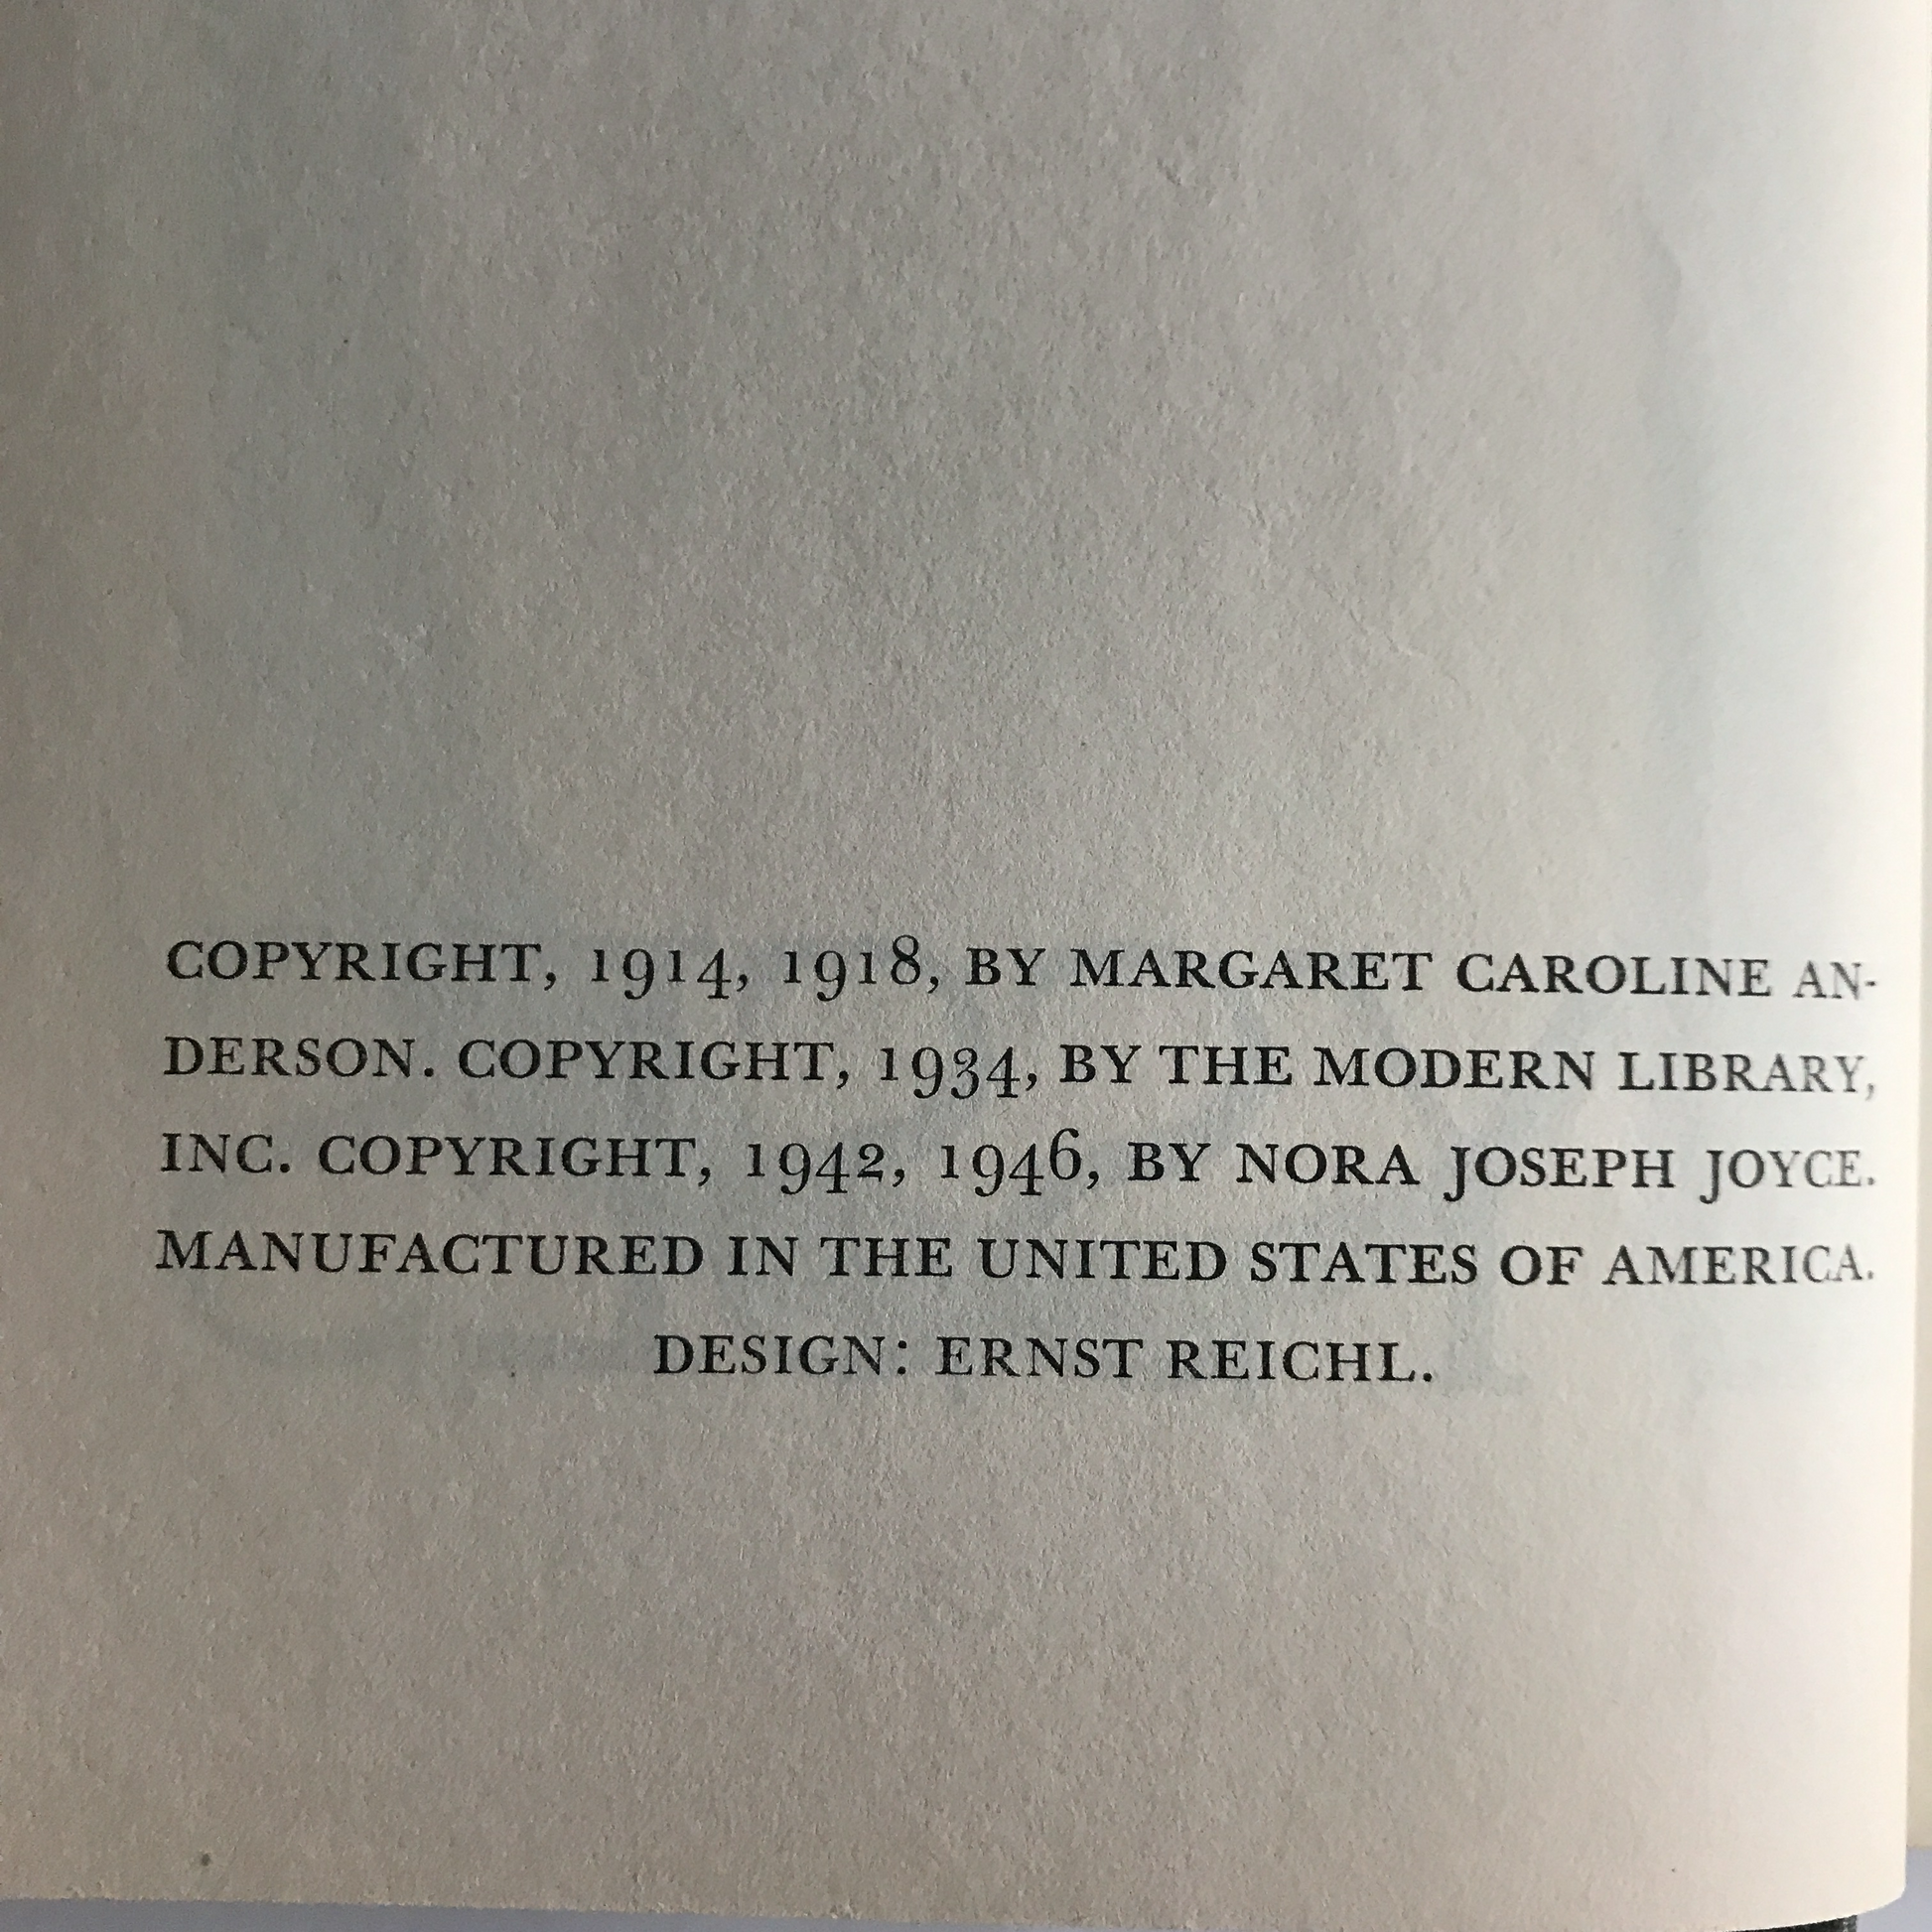 COPYRIGHT, 1914, 1918, BY MARGARET CAROLINE AN-
DERSON. COPYRIGHT, 1934, BY THE MODERN LIBRARY,
INC. COPYRIGHT, 1942, 1946, BY NORA JOSEPH JOYCE.
MANUFACTURED IN THE UNITED STATES OF AMERICA.
DESIGN: ERNST REICHL.